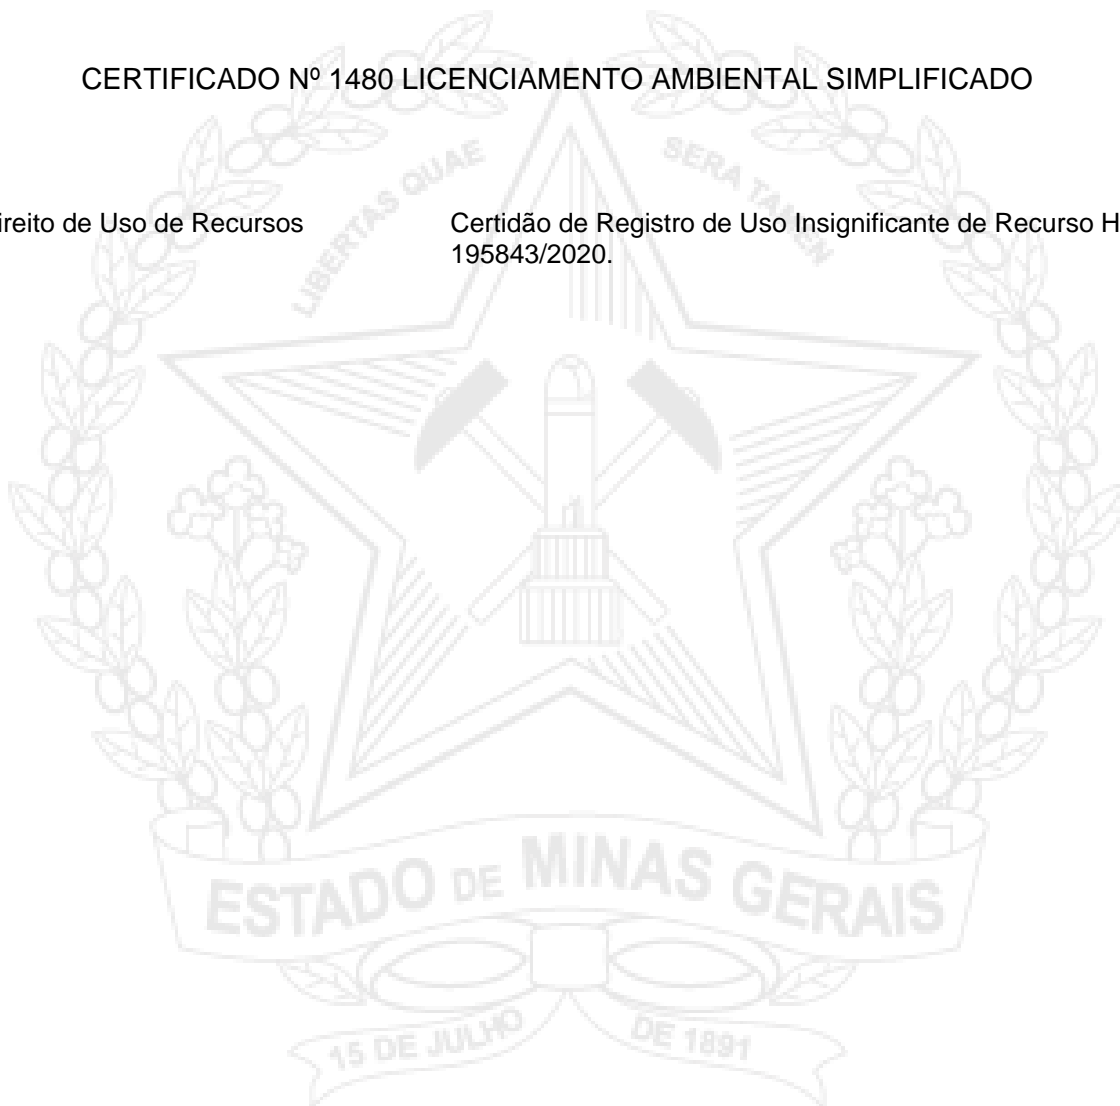 CERTIFICADO Nº 1480 LICENCIAMENTO AMBIENTAL SIMPLIFICADO
LIBERTAS QUAE SERA TAMEN
ireito de Uso de Recursos
Certidão de Registro de Uso Insignificante de Recurso H
195843/2020.
ESTADO DE MINAS GERAIS
15 DE JULHO DE 1891